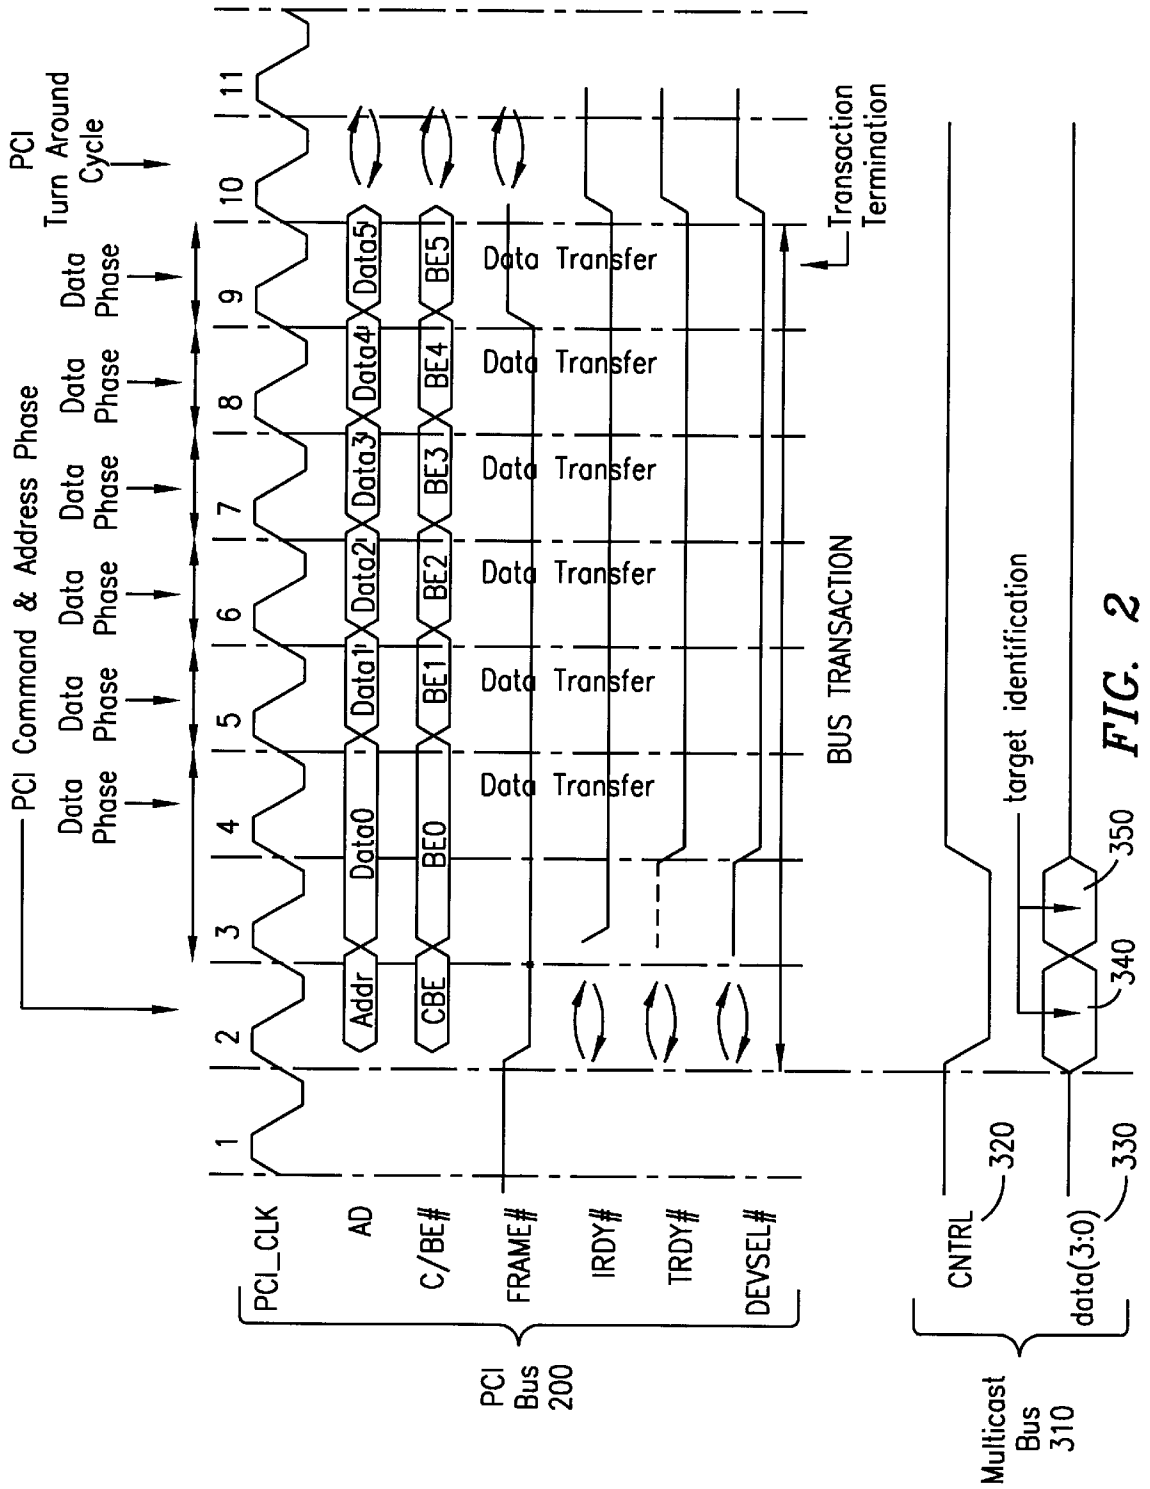 PCI Command & Address Phase
PCI
Turn Around
Cycle
Data
Phase
Data
Phase
Data
Phase
Data
Phase
Data
Phase
Data
Phase
1 2 3 4 5 6 7 8 9 10 11
PCI_CLK
AD
Addr Data0 Data1 Data2 Data3 Data4 Data5
C/BE#
CBE BE0 BE1 BE2 BE3 BE4 BE5
FRAME#
Data Transfer
Data Transfer
Data Transfer
Data Transfer
Data Transfer
Data Transfer
IRDY#
TRDY#
DEVSEL#
PCI
Bus
200
BUS TRANSACTION
Transaction
Termination
CNTRL
320
target identification
data(3:0)
330
340
350
Multicast
Bus
310
FIG. 2